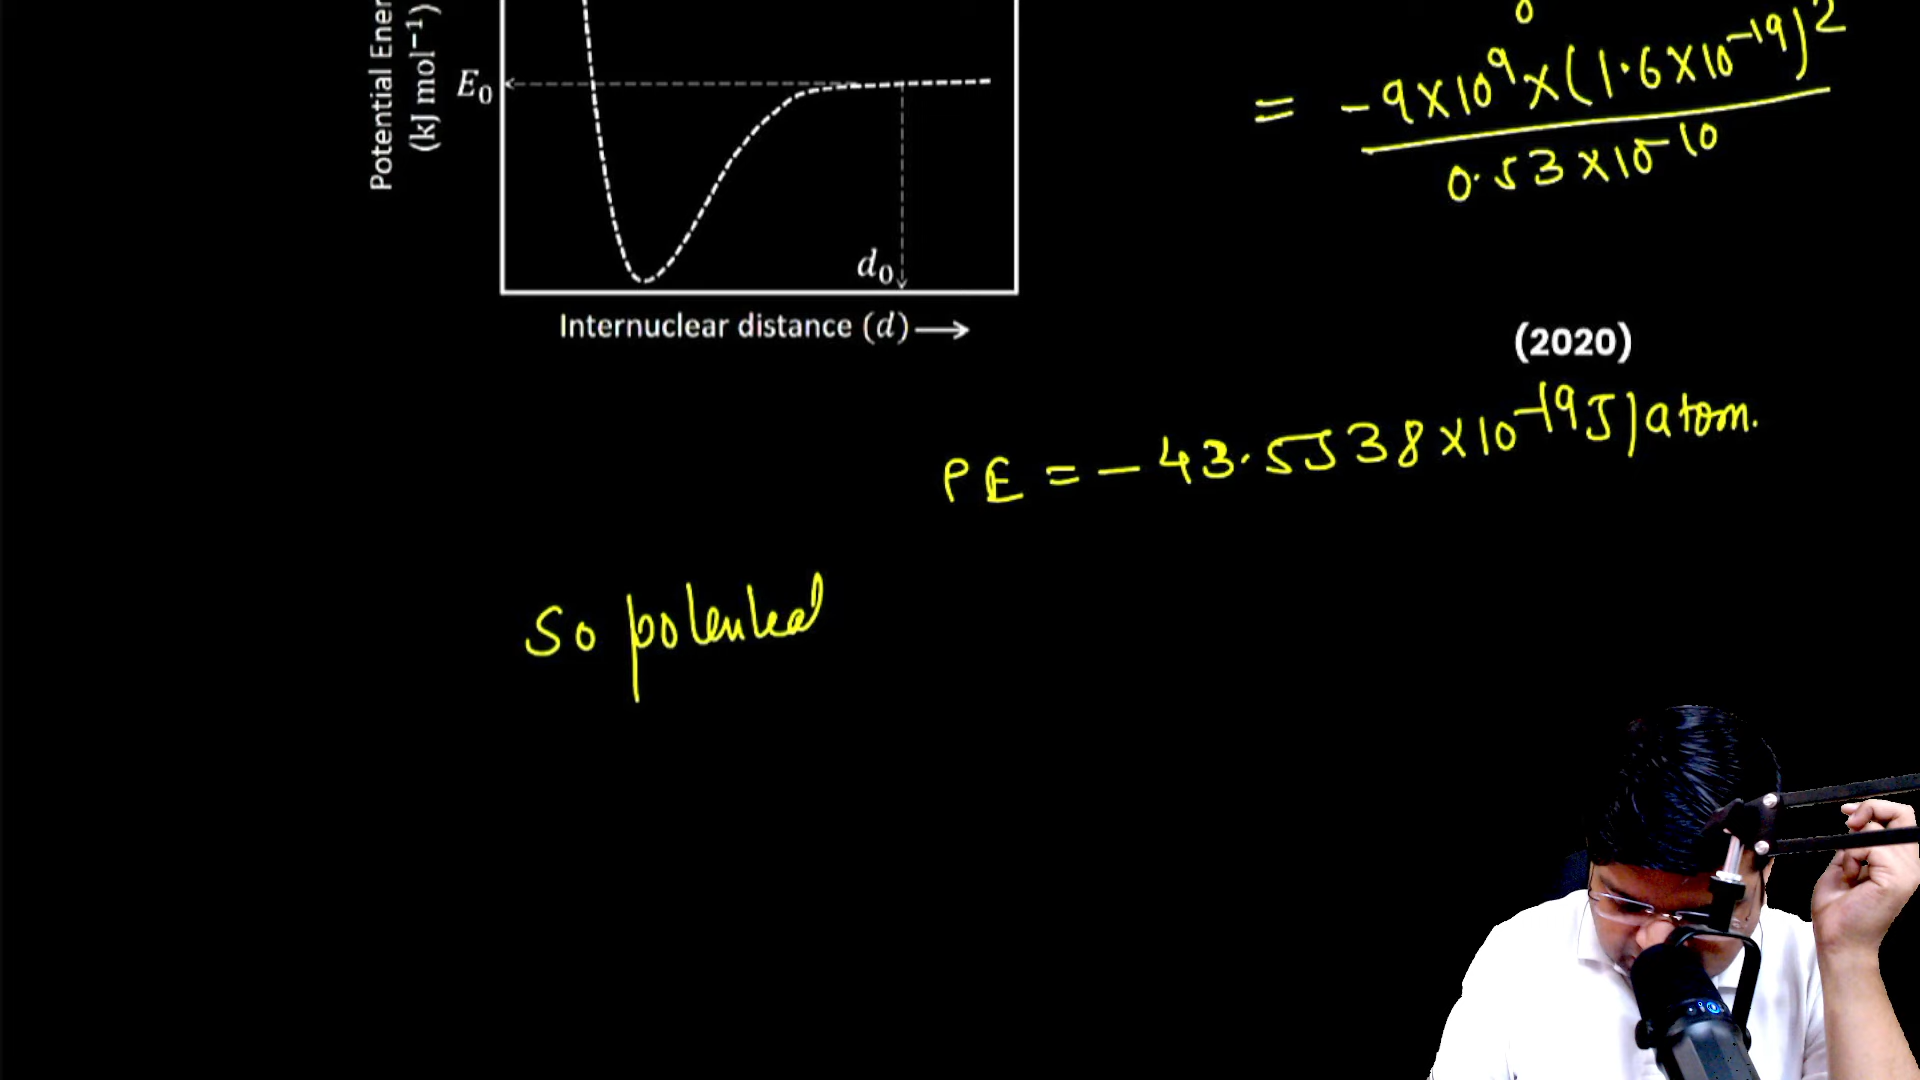 Potential Ener
(kJ mol⁻¹)
E₀
d₀
Internuclear distance (d) →
= -9×10⁹×(1.6×10⁻¹⁹)²
0.53×10⁻¹⁰
(2020)
PE = -43.5538×10⁻¹⁹J/atom.
So potential